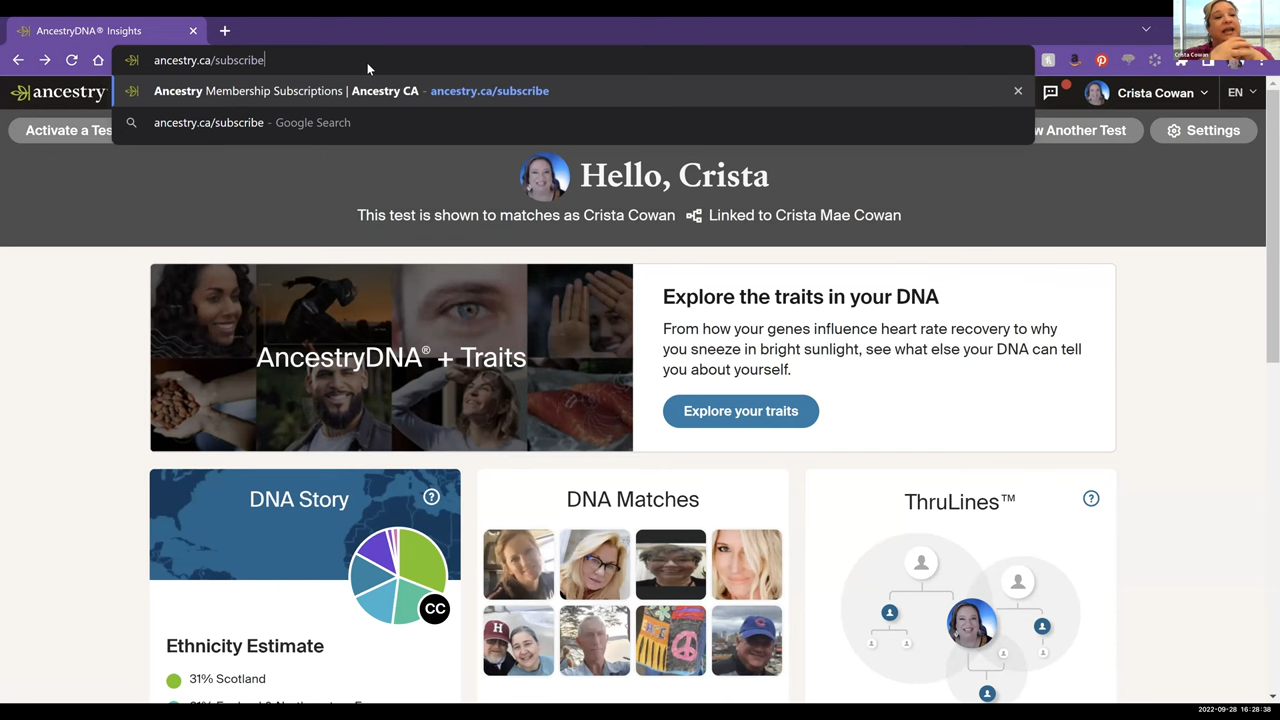 AncestryDNA® Insights
ancestry.ca/subscribe
Ancestry Membership Subscriptions | Ancestry CA - ancestry.ca/subscribe
ancestry.ca/subscribe - Google Search
Crista Cowan
ancestry
Crista Cowan
EN
Activate a Tes
w Another Test
Settings
Hello, Crista
This test is shown to matches as Crista Cowan
Linked to Crista Mae Cowan
AncestryDNA® + Traits
Explore the traits in your DNA
From how your genes influence heart rate recovery to why
you sneeze in bright sunlight, see what else your DNA can tell
you about yourself.
Explore your traits
DNA Story
?
CC
Ethnicity Estimate
31% Scotland
DNA Matches
H
C
ThruLines™
?
2022-09-28 16:28:38